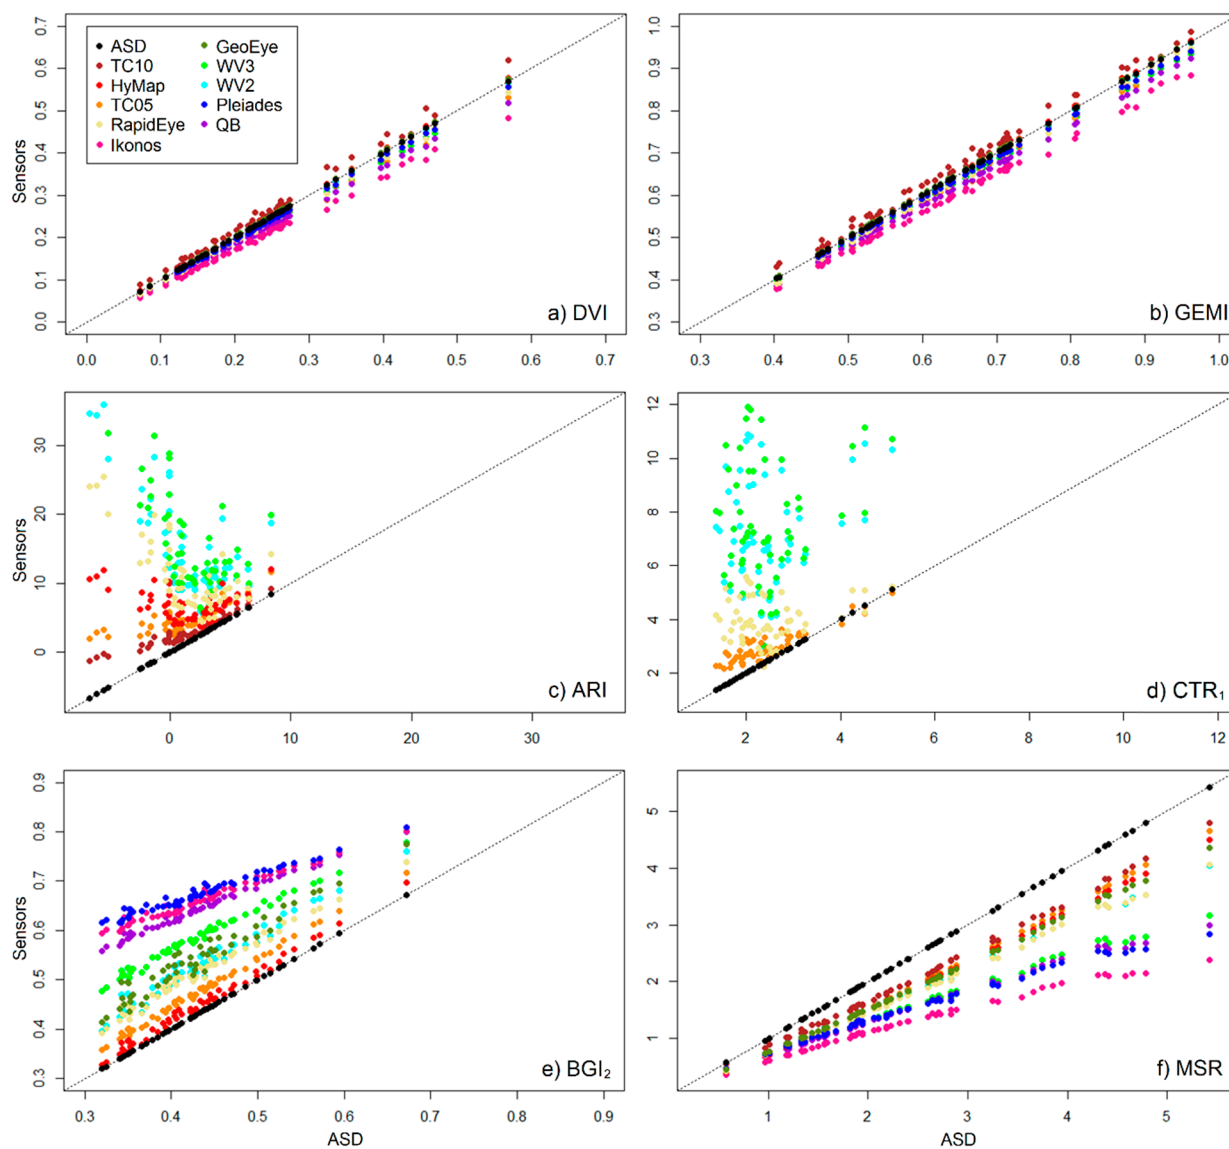 0.7
0.6
0.5
0.4
0.3
0.2
0.1
0.0
Sensors
ASD
TC10
HyMap
TC05
RapidEye
Ikonos
GeoEye
WV3
WV2
Pleiades
QB
a) DVI
0.0 0.1 0.2 0.3 0.4 0.5 0.6 0.7
1.0
0.9
0.8
0.7
0.6
0.5
0.4
0.3
b) GEMI
0.3 0.4 0.5 0.6 0.7 0.8 0.9 1.0
30
20
10
0
Sensors
c) ARI
0 10 20 30
12
10
8
6
4
2
d) CTR₁
2 4 6 8 10 12
0.9
0.8
0.7
0.6
0.5
0.4
0.3
Sensors
e) BGI₂
0.3 0.4 0.5 0.6 0.7 0.8 0.9
ASD
5
4
3
2
1
f) MSR
1 2 3 4 5
ASD